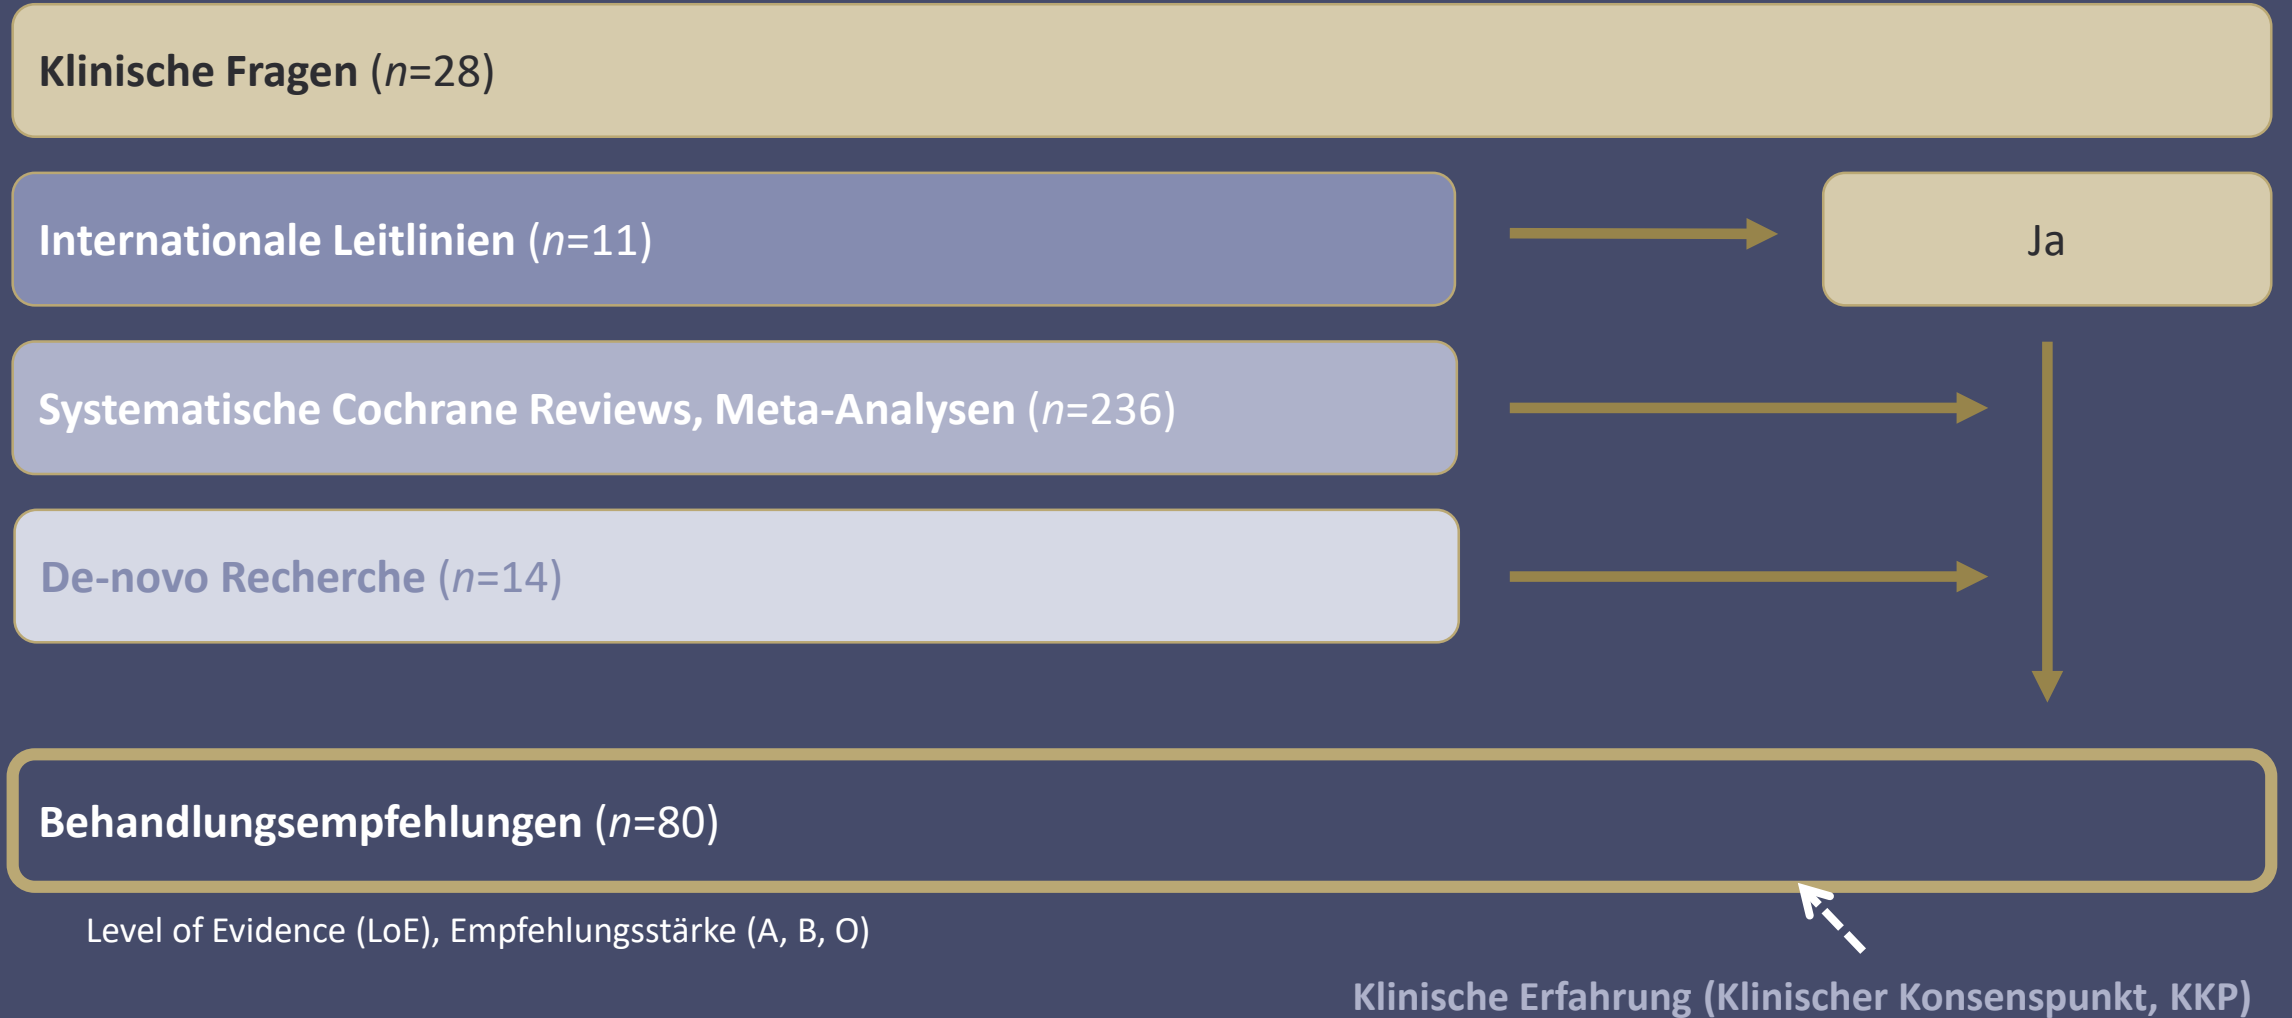 Klinische Fragen (n=28)
Internationale Leitlinien (n=11)
Ja
Systematische Cochrane Reviews, Meta-Analysen (n=236)
De-novo Recherche (n=14)
Behandlungsempfehlungen (n=80)
Level of Evidence (LoE), Empfehlungsstärke (A, B, O)
Klinische Erfahrung (Klinischer Konsenspunkt, KKP)